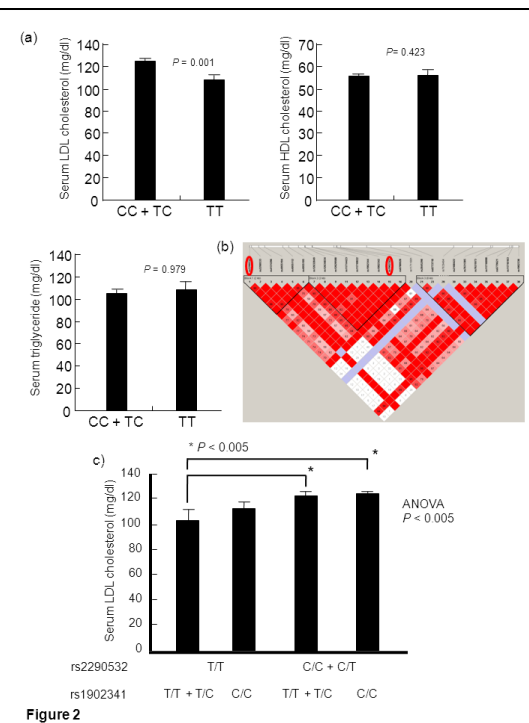 (a)
Serum LDL cholesterol (mg/dl)
140
120
100
80
60
40
20
0
P = 0.001
CC + TC TT
Serum HDL cholesterol (mg/dl)
70
60
50
40
30
20
10
0
P = 0.423
CC + TC TT
Serum triglyceride (mg/dl)
140
120
100
80
60
40
20
0
P = 0.979
CC + TC TT
(b)
c)
* P < 0.005
*
*
Serum LDL cholesterol (mg/dl)
140
120
100
80
60
40
20
0
ANOVA
P < 0.005
rs2290532 T/T C/C + C/T
rs1902341 T/T + T/C C/C T/T + T/C C/C
Figure 2